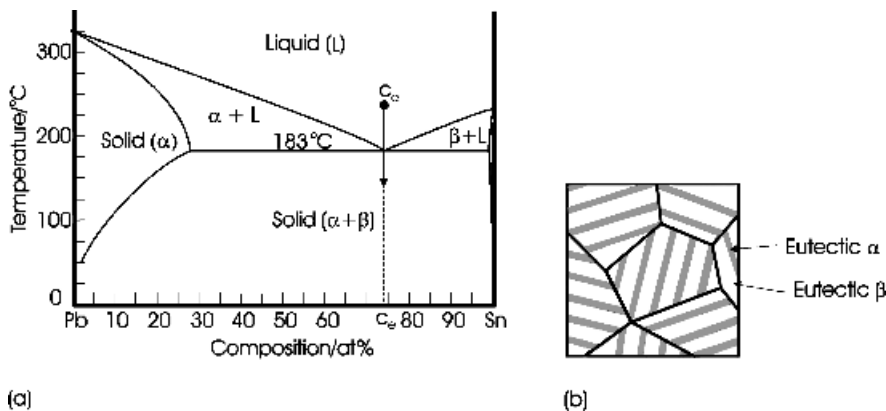 300
200
100
0
Temperature/°C
Liquid (L)
cₑ
α + L
Solid (α)
183°C
β+L
Solid (α+β)
Pb 10 20 30 40 50 60 cₑ 80 90 Sn
Composition/at%
Eutectic α
Eutectic β
(a)
(b)